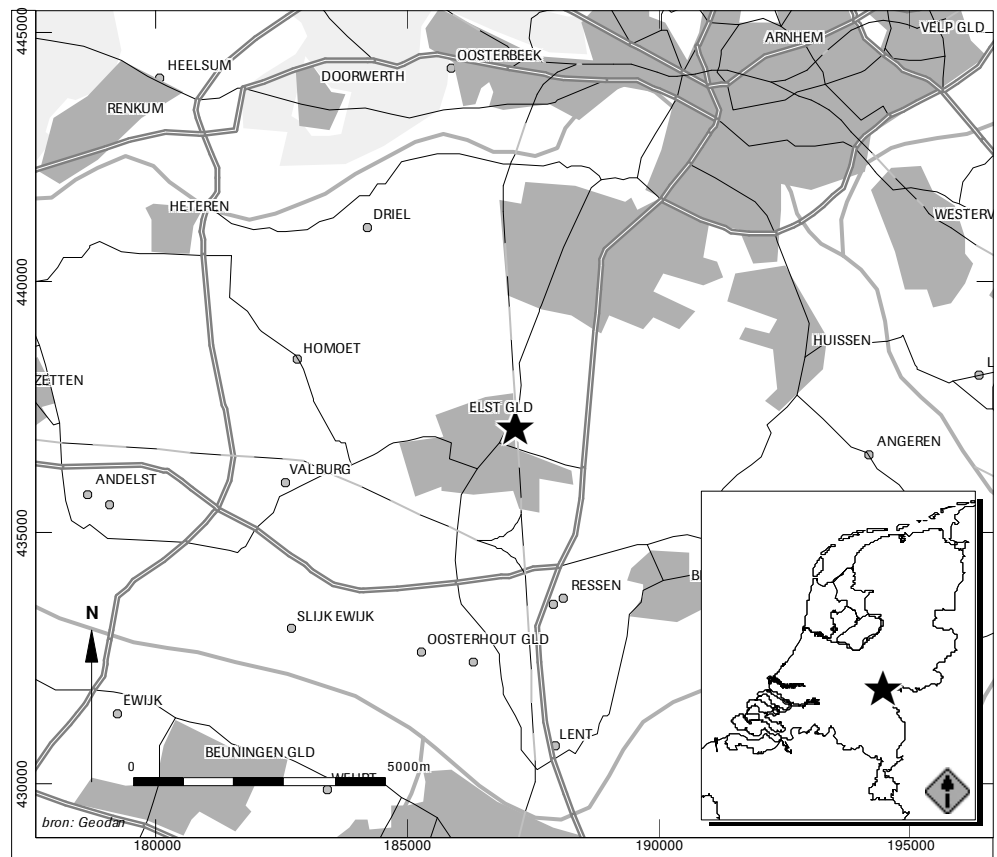 445000
ARNHEM
VELP GLD
HEELSUM
OOSTERBEEK
DOORWERTH
RENKUM
HETEREN
DRIEL
WESTERV
440000
HOMOET
HUISSEN
L
ZETTEN
ELST GLD
ANGEREN
VALBURG
ANDELST
435000
RESSEN
BE
N
SLIJK EWIJK
OOSTERHOUT GLD
EWIJK
LENT
BEUNINGEN GLD
0 5000m
WEURT
430000
bron: Geodan
180000 185000 190000 195000